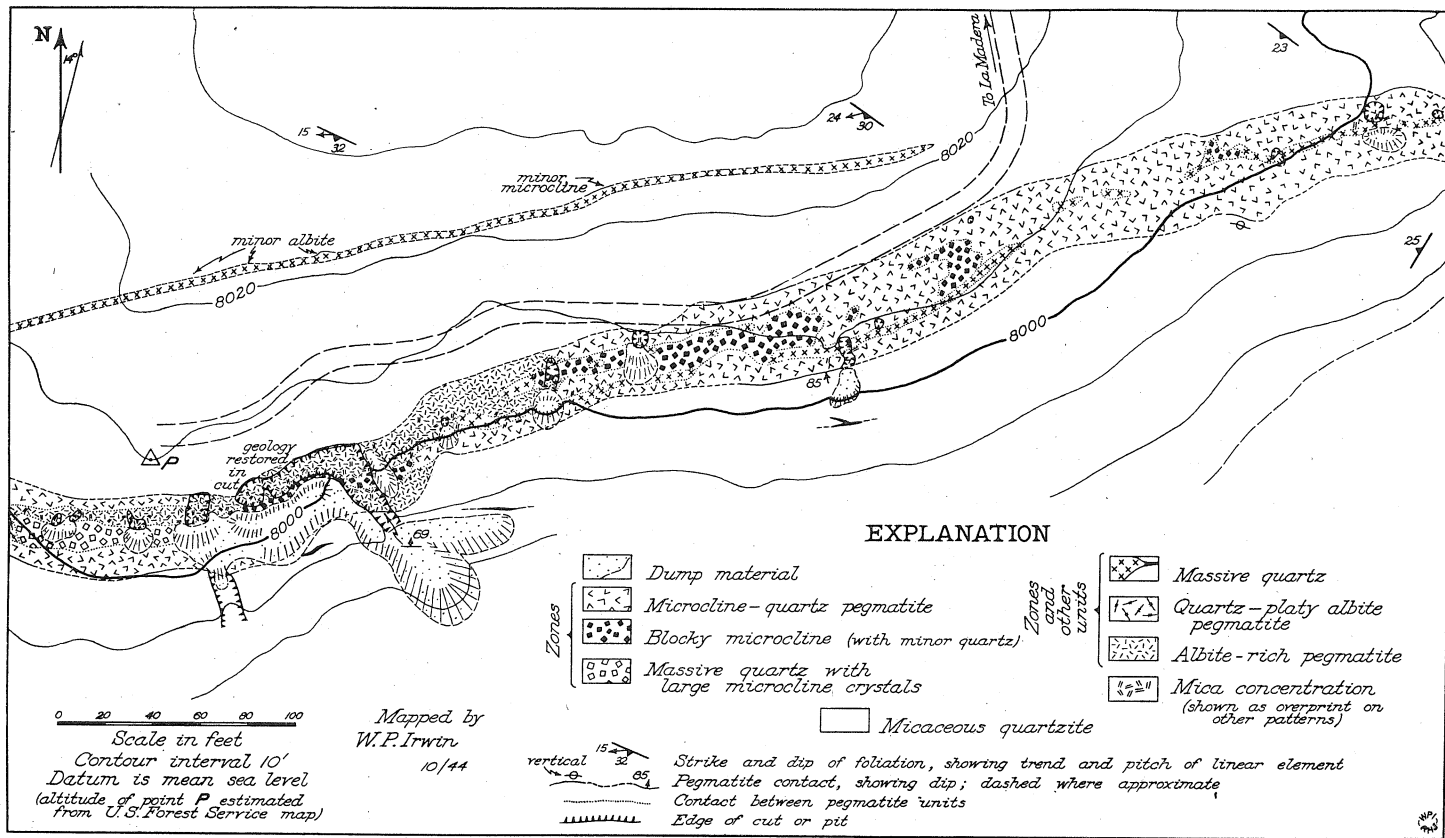 N
14°
To La Madera
23
15
32
24
30
8020
minor
microcline
minor albite
8020
25
8000
85
P
geology
restored
in
cut
8000
69
EXPLANATION
Zones
Dump material
Microcline-quartz pegmatite
Blocky microcline (with minor quartz)
Massive quartz with
large microcline crystals
Zones
and
other
units
Massive quartz
Quartz-platy albite
pegmatite
Albite-rich pegmatite
Mica concentration
(shown as overprint on
other patterns)
Micaceous quartzite
0 20 40 60 80 100
Scale in feet
Contour interval 10'
Datum is mean sea level
(altitude of point P estimated
from U.S. Forest Service map)
Mapped by
W.P. Irwin
10/44
15
32
Strike and dip of foliation, showing trend and pitch of linear element
vertical
85
Pegmatite contact, showing dip; dashed where approximate
Contact between pegmatite units
Edge of cut or pit